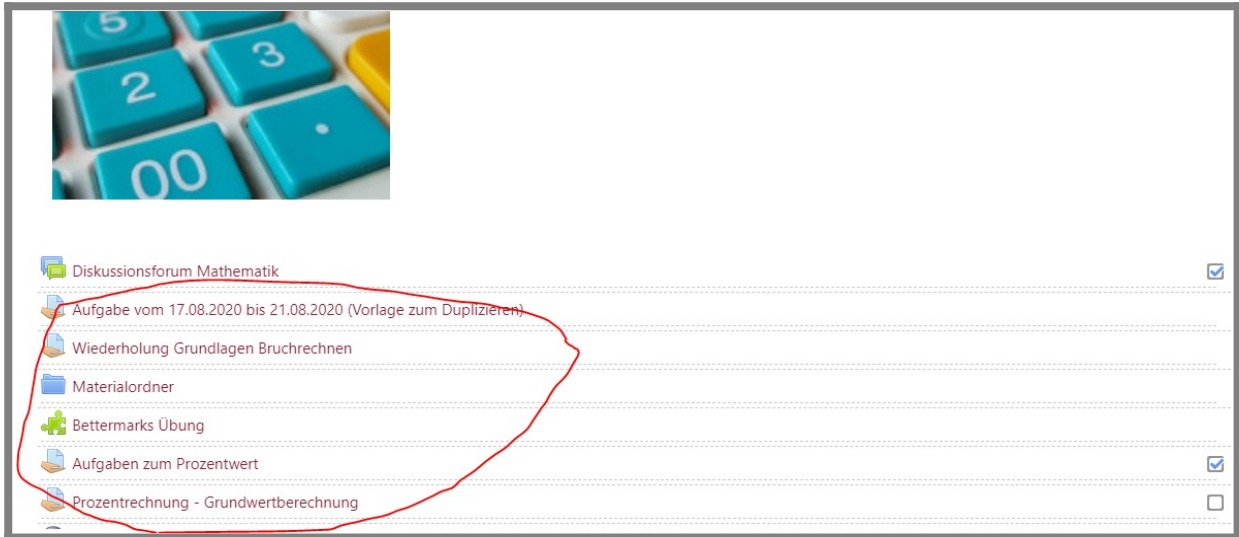 5
3
2
00
Diskussionsforum Mathematik
Aufgabe vom 17.08.2020 bis 21.08.2020 (Vorlage zum Duplizieren)
Wiederholung Grundlagen Bruchrechnen
Materialordner
Bettermarks Übung
Aufgaben zum Prozentwert
Prozentrechnung - Grundwertberechnung